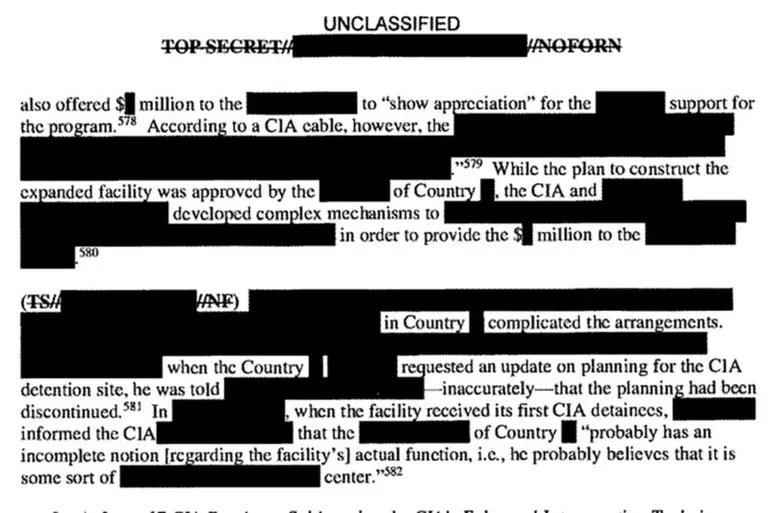 UNCLASSIFIED
TOP SECRET// //NOFORN
also offered $ million to the to “show appreciation” for the support for
the program.578 According to a CIA cable, however, the
.”579 While the plan to construct the
expanded facility was approved by the of Country , the CIA and
developed complex mechanisms to
in order to provide the $ million to the
.580
(TS// //NF)
in Country complicated the arrangements.
when the Country requested an update on planning for the CIA
detention site, he was told —inaccurately—that the planning had been
discontinued.581 In , when the facility received its first CIA detainees,
informed the CIA that the of Country “probably has an
incomplete notion [regarding the facility’s] actual function, i.e., he probably believes that it is
some sort of center.”582